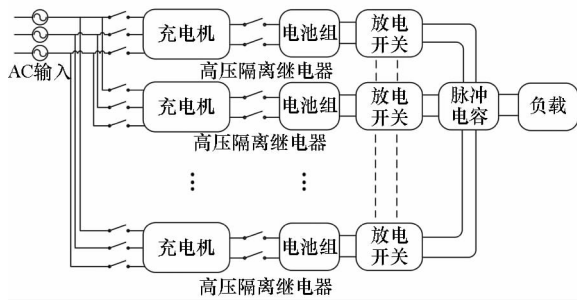 充电机
电池组
放电
开关
AC输入
高压隔离继电器
充电机
电池组
放电
开关
脉冲
电容
负载
高压隔离继电器
充电机
电池组
放电
开关
高压隔离继电器